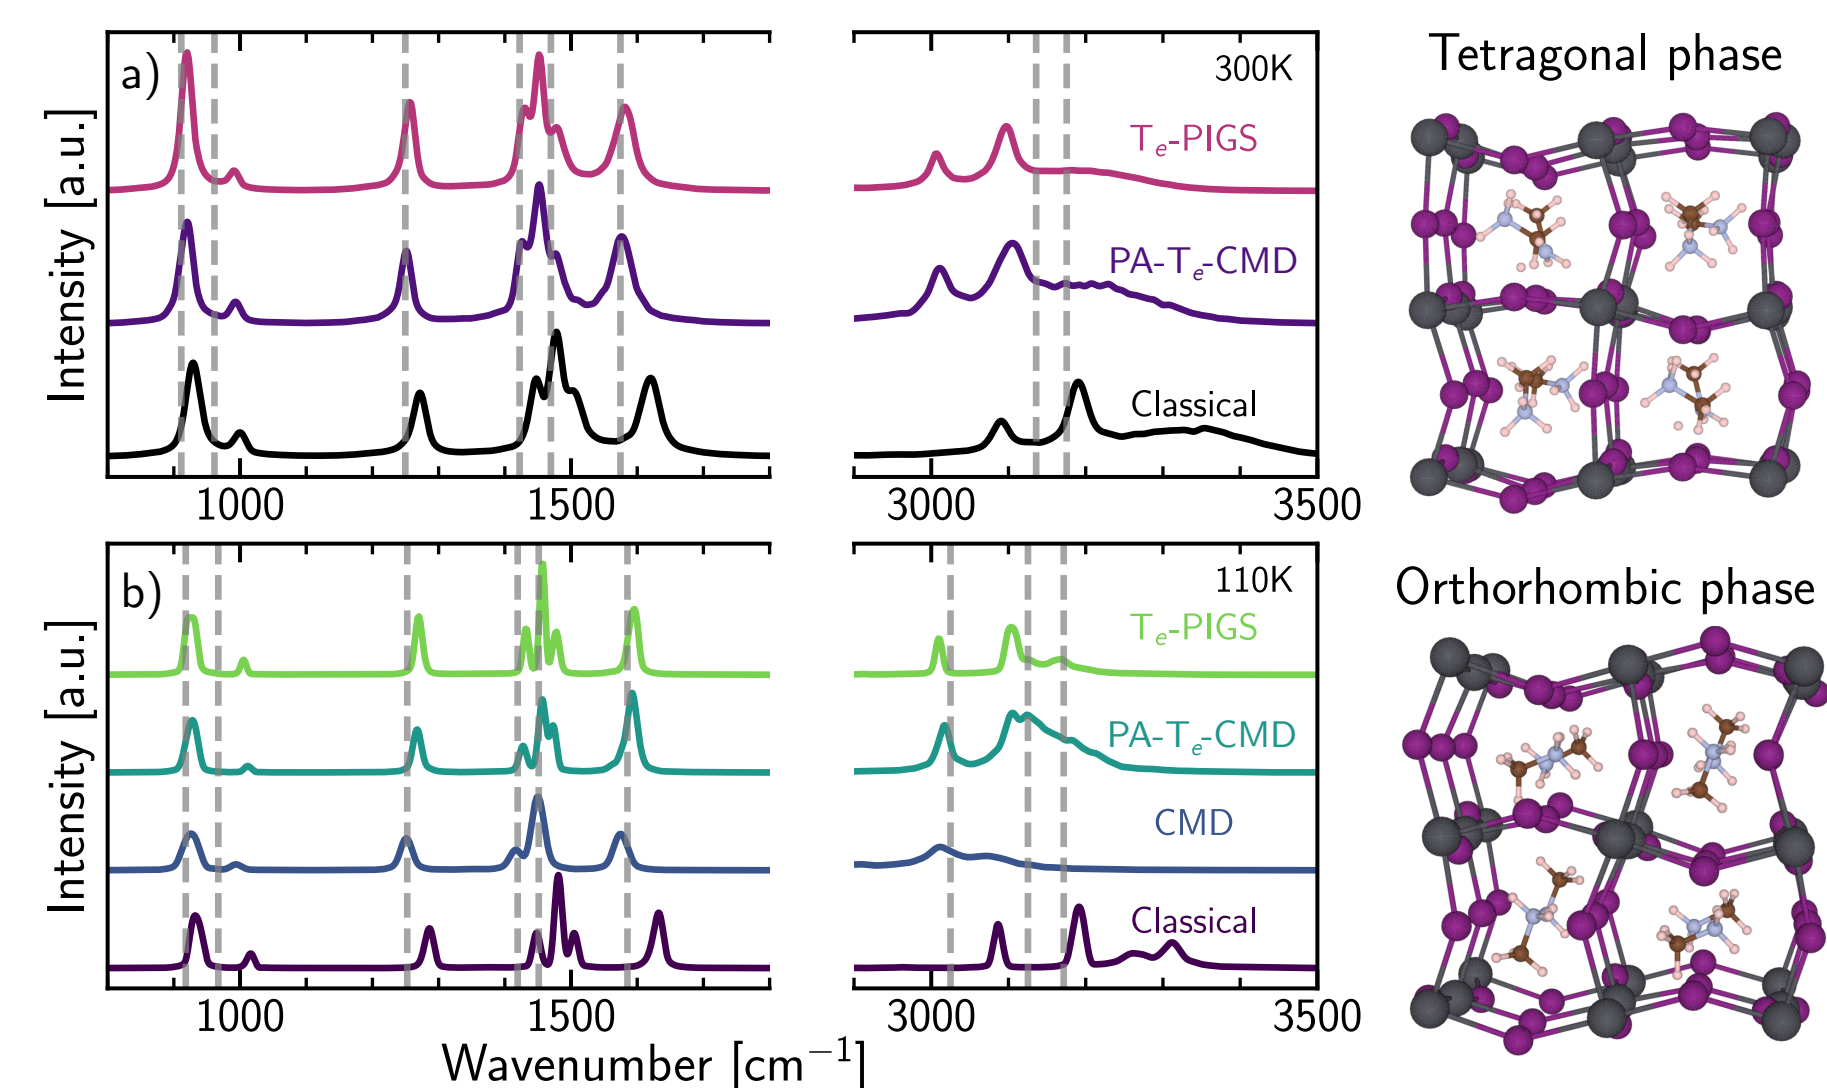 a)
300K
T_e-PIGS
PA-T_e-CMD
Classical
Intensity [a.u.]
1000 1500 3000 3500
Tetragonal phase
b)
110K
T_e-PIGS
PA-T_e-CMD
CMD
Classical
Intensity [a.u.]
1000 1500 3000 3500
Wavenumber [cm⁻¹]
Orthorhombic phase